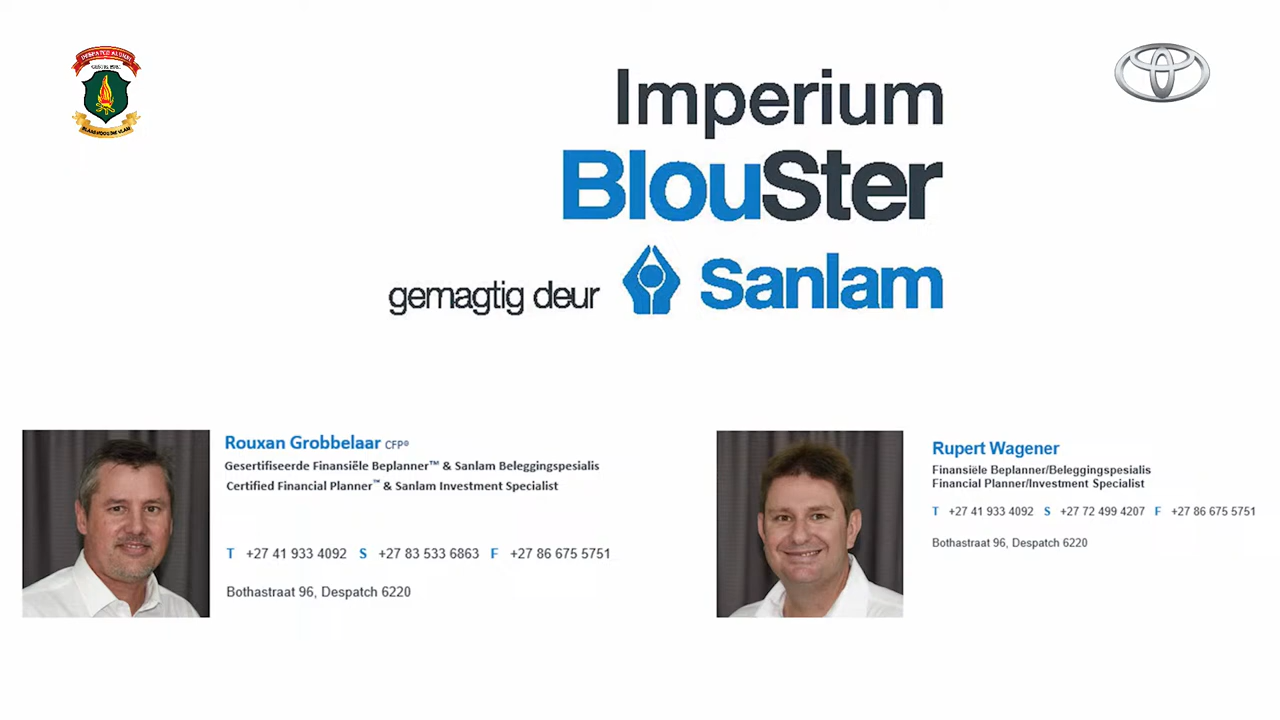 DESPATCH ALUMNI
Imperium
BlouSter
gemagtig deur Sanlam
Rouxan Grobbelaar CFP®
Gesertifiseerde Finansiële Beplanner™ & Sanlam Beleggingspesialis
Certified Financial Planner™ & Sanlam Investment Specialist
T +27 41 933 4092 S +27 83 533 6863 F +27 86 675 5751
Bothastraat 96, Despatch 6220
Rupert Wagener
Finansiële Beplanner/Beleggingspesialis
Financial Planner/Investment Specialist
T +27 41 933 4092 S +27 72 499 4207 F +27 86 675 5751
Bothastraat 96, Despatch 6220